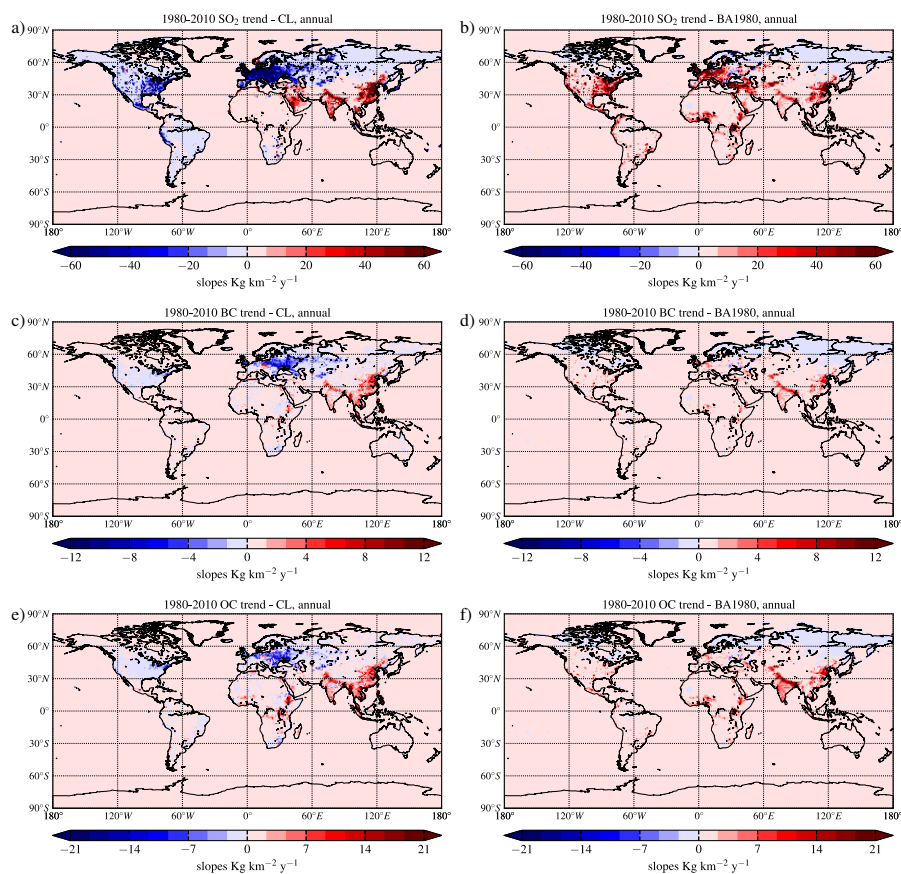 1980-2010 SO₂ trend - CL, annual
a)
90°N
60°N
30°N
0°
30°S
60°S
90°S
180° 120°W 60°W 0° 60°E 120°E 180°
−60 −20 0 20 40 60
slopes Kg km⁻² y⁻¹
1980-2010 SO₂ trend - BA1980, annual
b)
90°N
60°N
30°N
0°
30°S
60°S
90°S
180° 120°W 60°W 0° 60°E 120°E 180°
−60 −40 −20 0 20 40 60
slopes Kg km⁻² y⁻¹
1980-2010 BC trend - CL, annual
c)
90°N
60°N
30°N
0°
30°S
60°S
90°S
180° 120°W 60°W 0° 60°E 120°E 180°
−12 −8 −4 0 4 8 12
slopes Kg km⁻² y⁻¹
1980-2010 BC trend - BA1980, annual
d)
90°N
60°N
30°N
0°
30°S
60°S
90°S
180° 120°W 60°W 0° 60°E 120°E 180°
−12 −8 −4 0 4 8 12
slopes Kg km⁻² y⁻¹
1980-2010 OC trend - CL, annual
e)
90°N
60°N
30°N
0°
30°S
60°S
90°S
180° 120°W 60°W 0° 60°E 120°E 180°
−21 −14 −7 0 7 14 21
slopes Kg km⁻² y⁻¹
1980-2010 OC trend - BA1980, annual
f)
90°N
60°N
30°N
0°
30°S
60°S
90°S
180° 120°W 60°W 0° 60°E 120°E 180°
−21 −14 −7 0 7 14 21
slopes Kg km⁻² y⁻¹